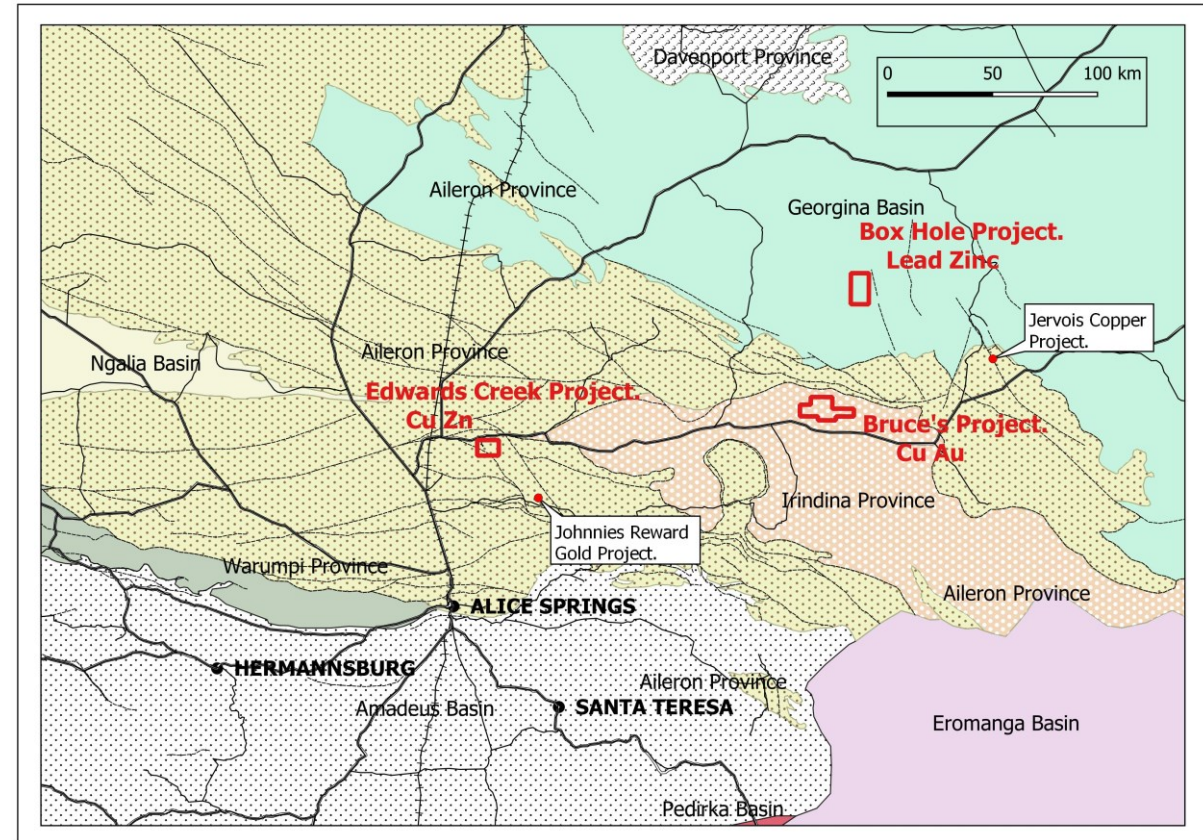 Davenport Province
0 50 100 km
Aileron Province
Georgina Basin
Box Hole Project.
Lead Zinc
Jervois Copper
Project.
Ngalia Basin
Aileron Province
Edwards Creek Project.
Cu Zn
Bruce's Project.
Cu Au
Irindina Province
Johnnies Reward
Gold Project.
Warumpi Province
Aileron Province
ALICE SPRINGS
HERMANNSBURG
Aileron Province
Amadeus Basin
SANTA TERESA
Eromanga Basin
Pedirka Basin